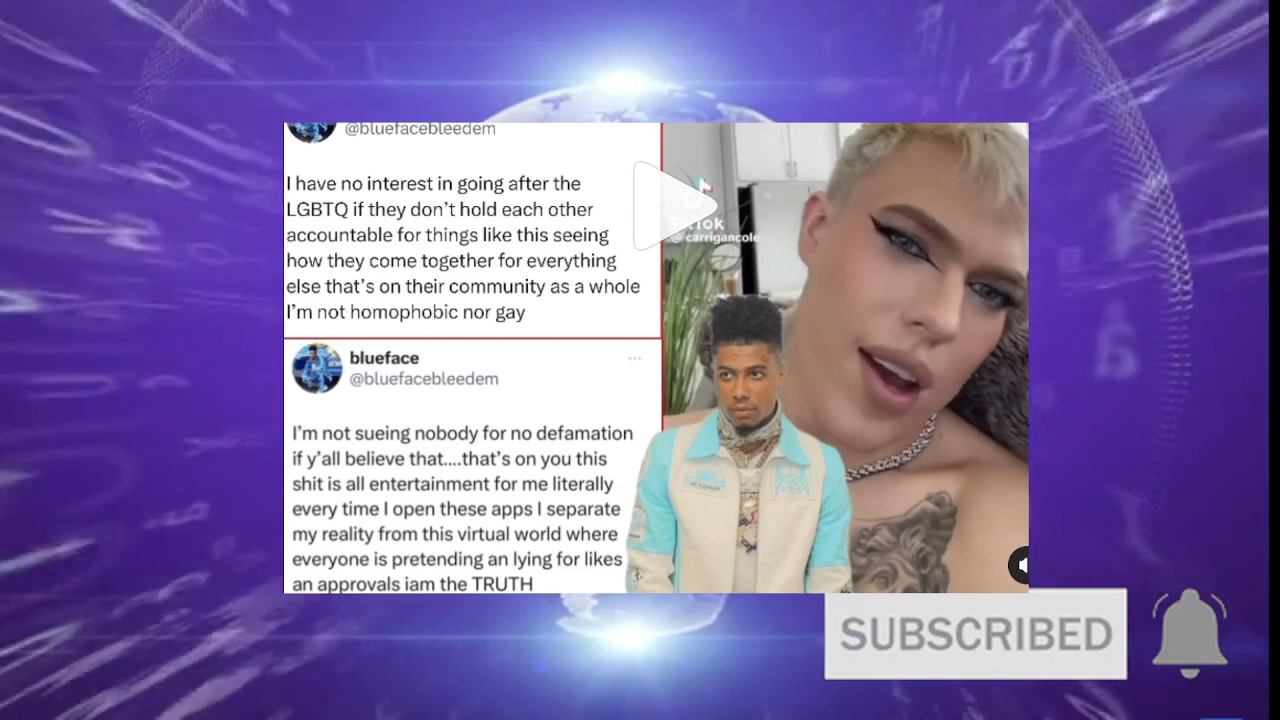 @bluefacebleedem
I have no interest in going after the
LGBTQ if they don't hold each other
accountable for things like this seeing
how they come together for everything
else that's on their community as a whole
I'm not homophobic nor gay
blueface
@bluefacebleedem
I'm not sueing nobody for no defamation
if y'all believe that....that's on you this
shit is all entertainment for me literally
every time I open these apps I separate
my reality from this virtual world where
everyone is pretending an lying for likes
an approvals iam the TRUTH
TikTok
@carrigancole
SUBSCRIBED